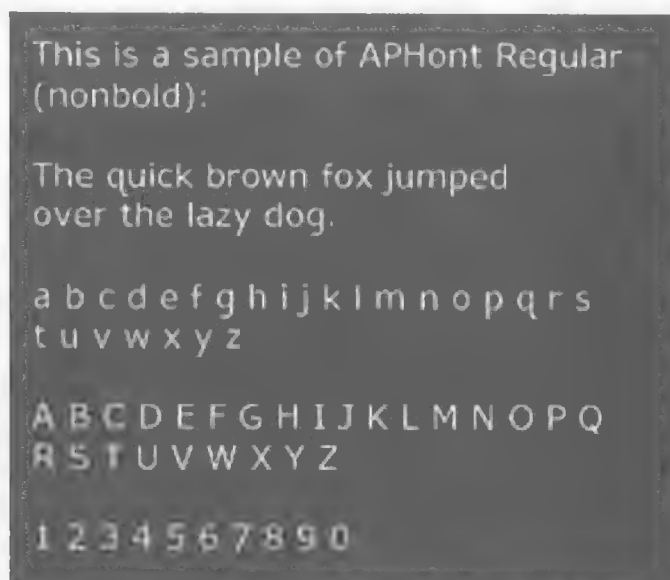 This is a sample of APHont Regular
(nonbold):
The quick brown fox jumped
over the lazy dog.
a b c d e f g h i j k l m n o p q r s
t u v w x y z
A B C D E F G H I J K L M N O P Q
R S T U V W X Y Z
1 2 3 4 5 6 7 8 9 0